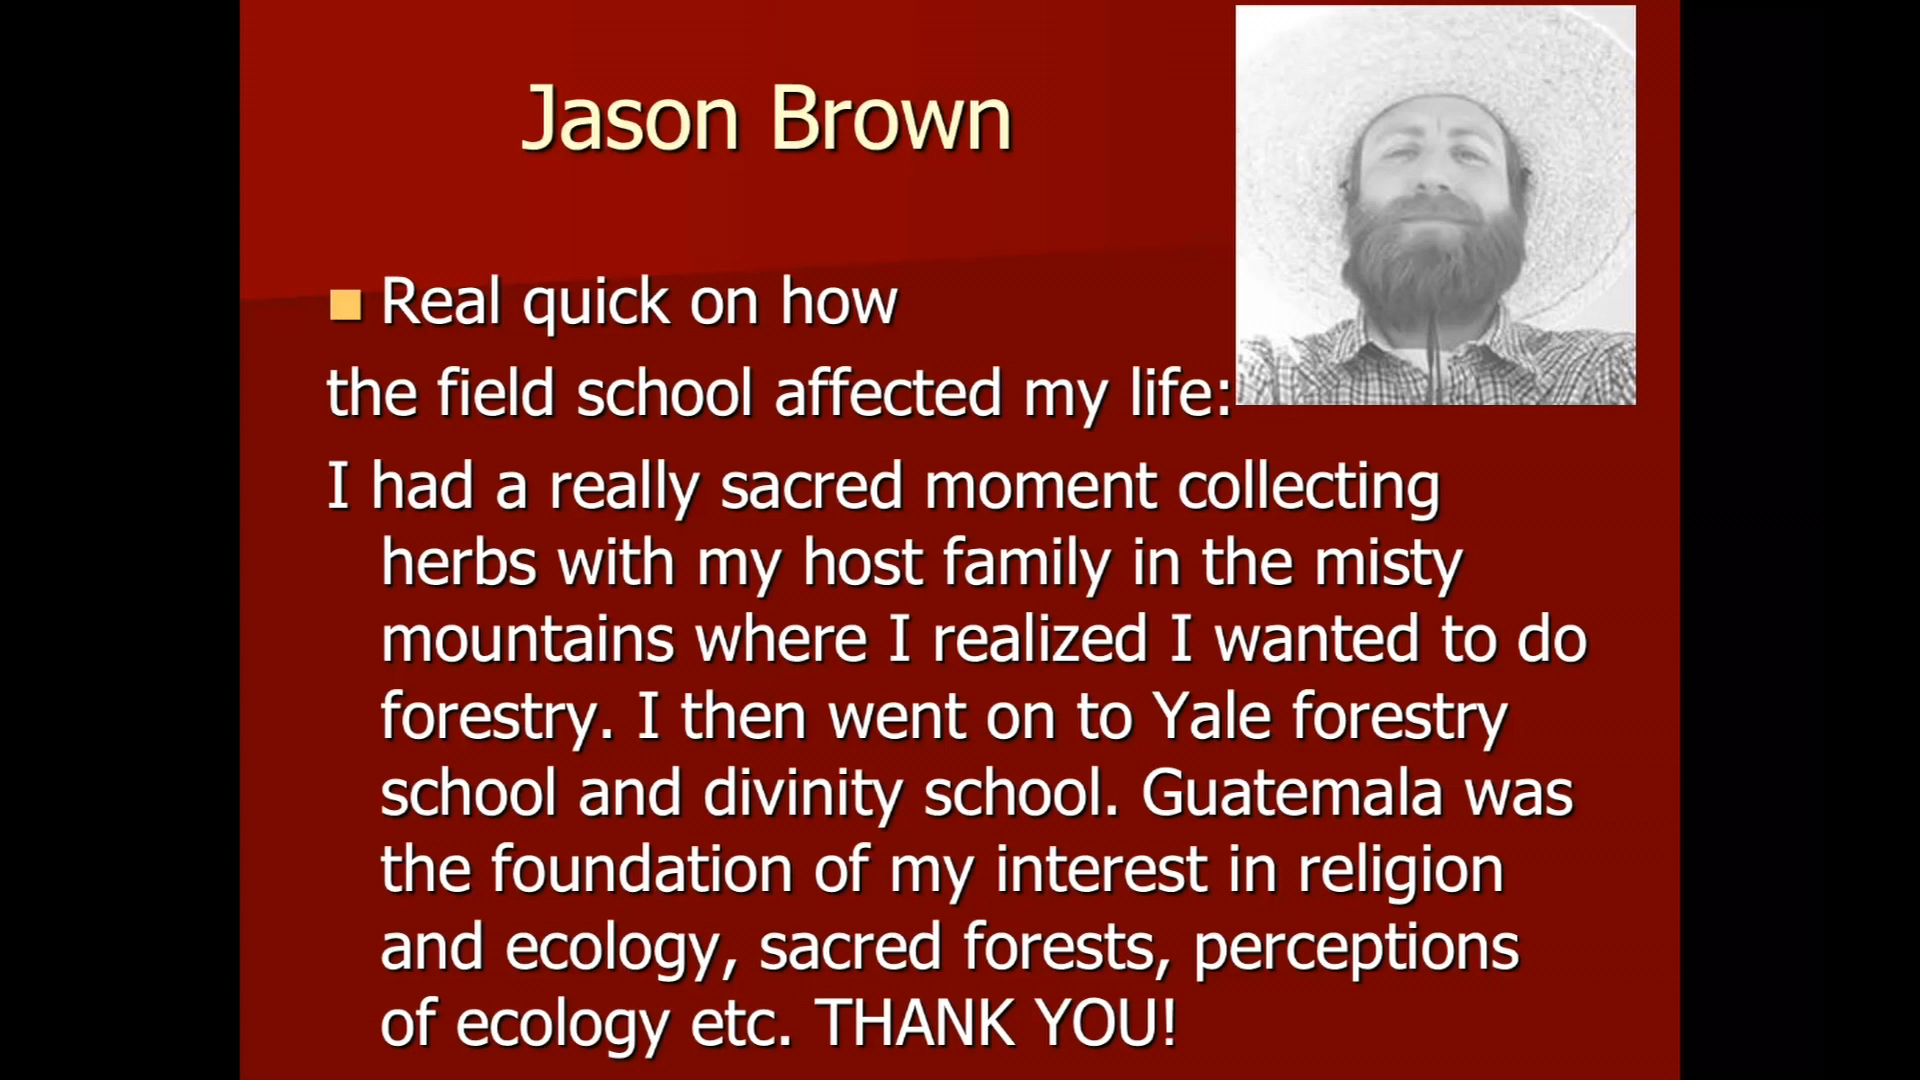 Jason Brown
Real quick on how
the field school affected my life:
I had a really sacred moment collecting
herbs with my host family in the misty
mountains where I realized I wanted to do
forestry. I then went on to Yale forestry
school and divinity school. Guatemala was
the foundation of my interest in religion
and ecology, sacred forests, perceptions
of ecology etc. THANK YOU!